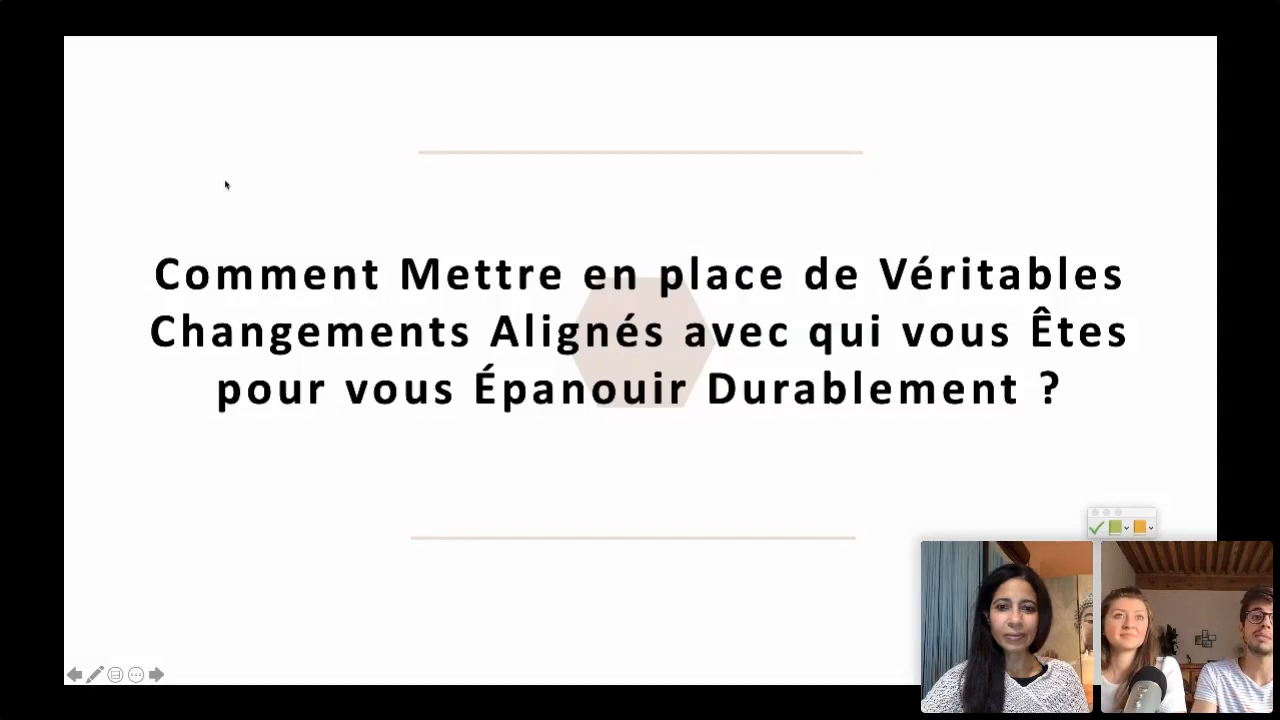 Comment Mettre en place de Véritables
Changements Alignés avec qui vous Êtes
pour vous Épanouir Durablement ?